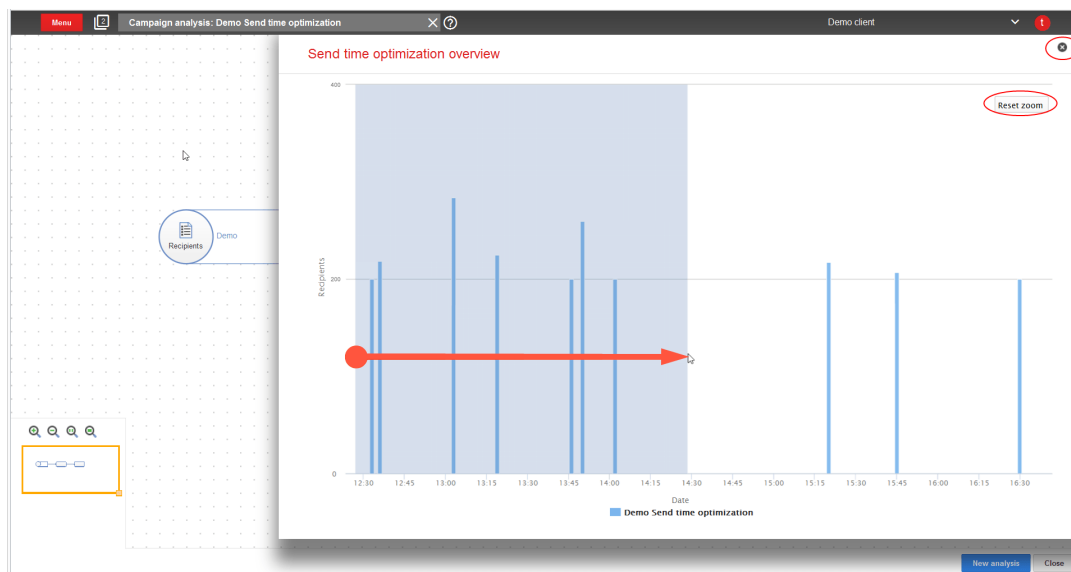 Menu
2
Campaign analysis: Demo Send time optimization
Demo client
t
Send time optimization overview
Reset zoom
400
Recipients
200
0
12:30 12:45 13:00 13:15 13:30 13:45 14:00 14:15 14:30 14:45 15:00 15:15 15:30 15:45 16:00 16:15 16:30
Date
Demo Send time optimization
Recipients
Demo
New analysis
Close